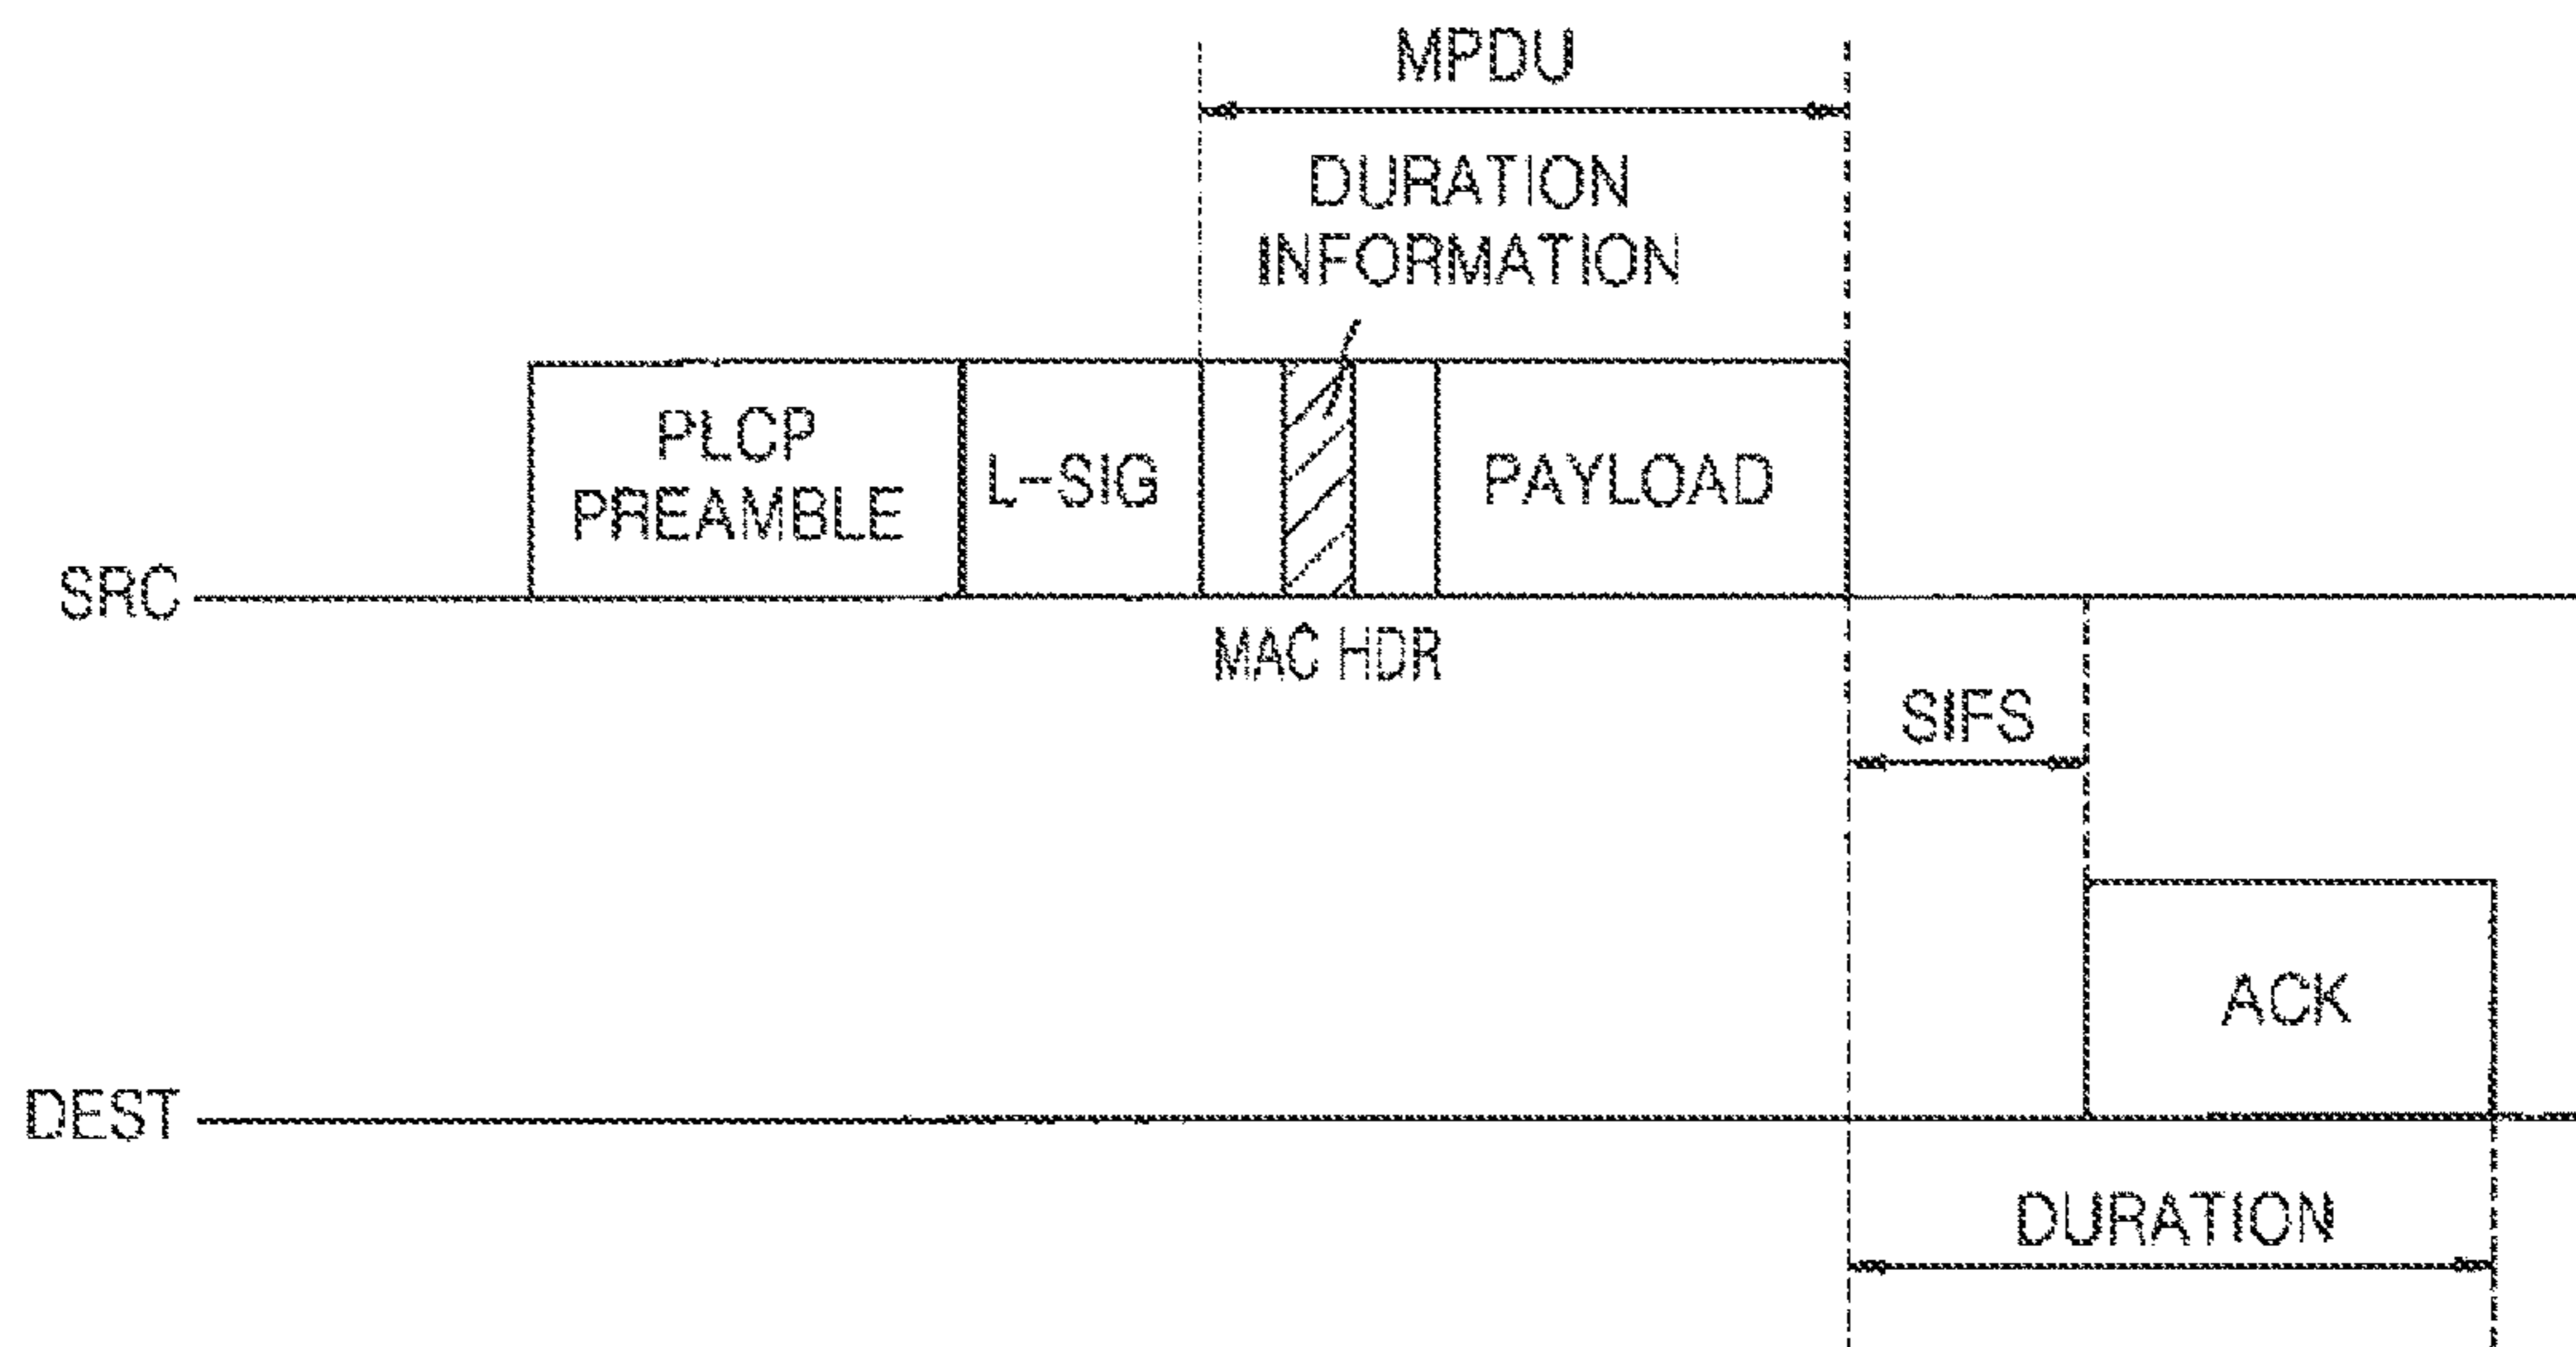 MPDU
DURATION
INFORMATION
PLCP
PREAMBLE
L-SIG
PAYLOAD
SRC
MAC HDR
SIFS
ACK
DEST
DURATION